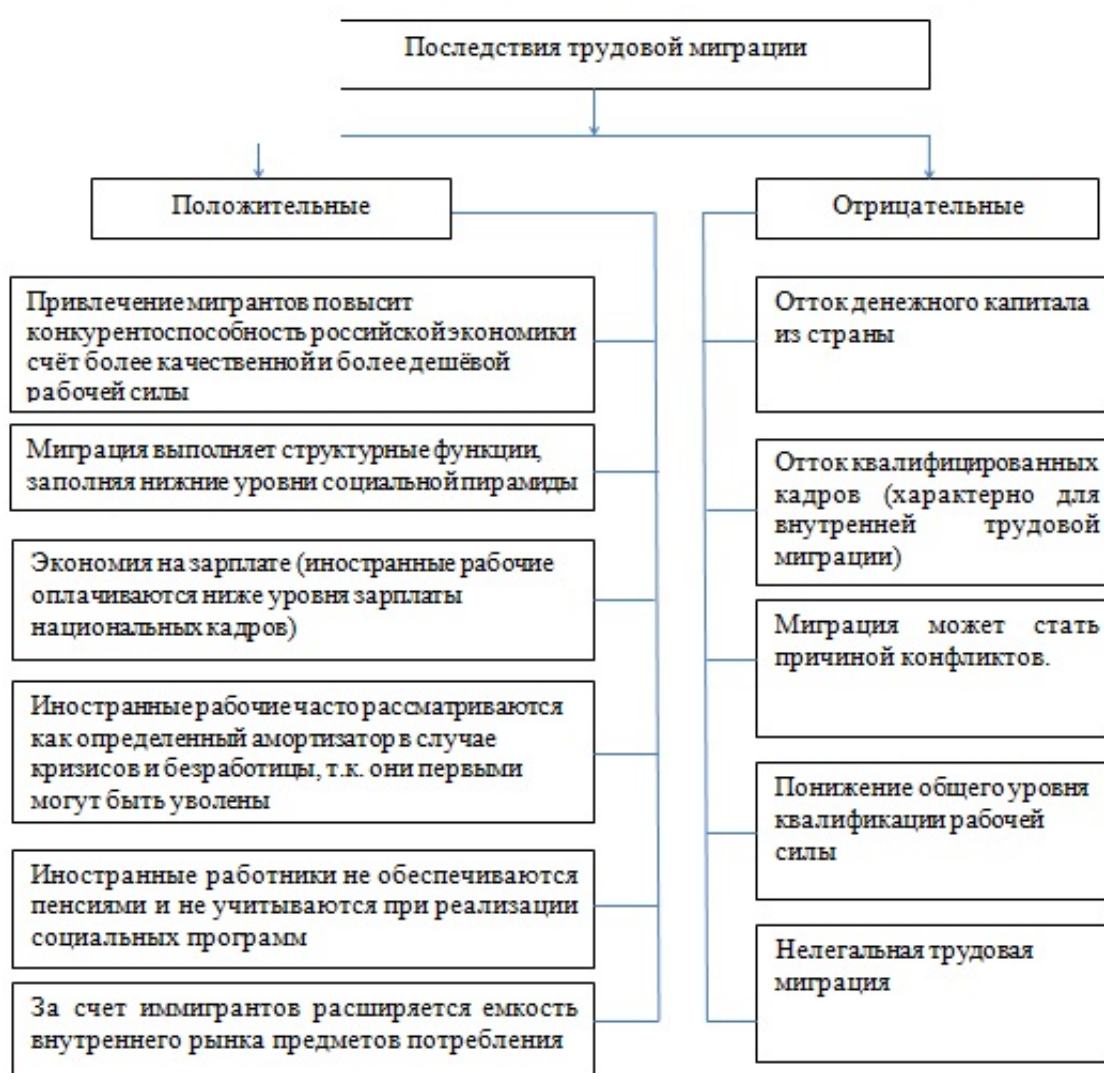 Последствия трудовой миграции
Положительные
Привлечение мигрантов повысит
конкурентоспособность российской экономики
счёт более качественной и более дешёвой
рабочей силы
Миграция выполняет структурные функции,
заполняя нижние уровни социальной пирамиды
Экономия на зарплате (иностранные рабочие
оплачиваются ниже уровня зарплаты
национальных кадров)
Иностранные рабочие часто рассматриваются
как определенный амортизатор в случае
кризисов и безработицы, т.к. они первыми
могут быть уволены
Иностранные работники не обеспечиваются
пенсиями и не учитываются при реализации
социальных программ
За счет иммигрантов расширяется емкость
внутреннего рынка предметов потребления
Отрицательные
Отток денежного капитала
из страны
Отток квалифицированных
кадров (характерно для
внутренней трудовой
миграции)
Миграция может стать
причиной конфликтов.
Понижение общего уровня
квалификации рабочей
силы
Нелегальная трудовая
миграция